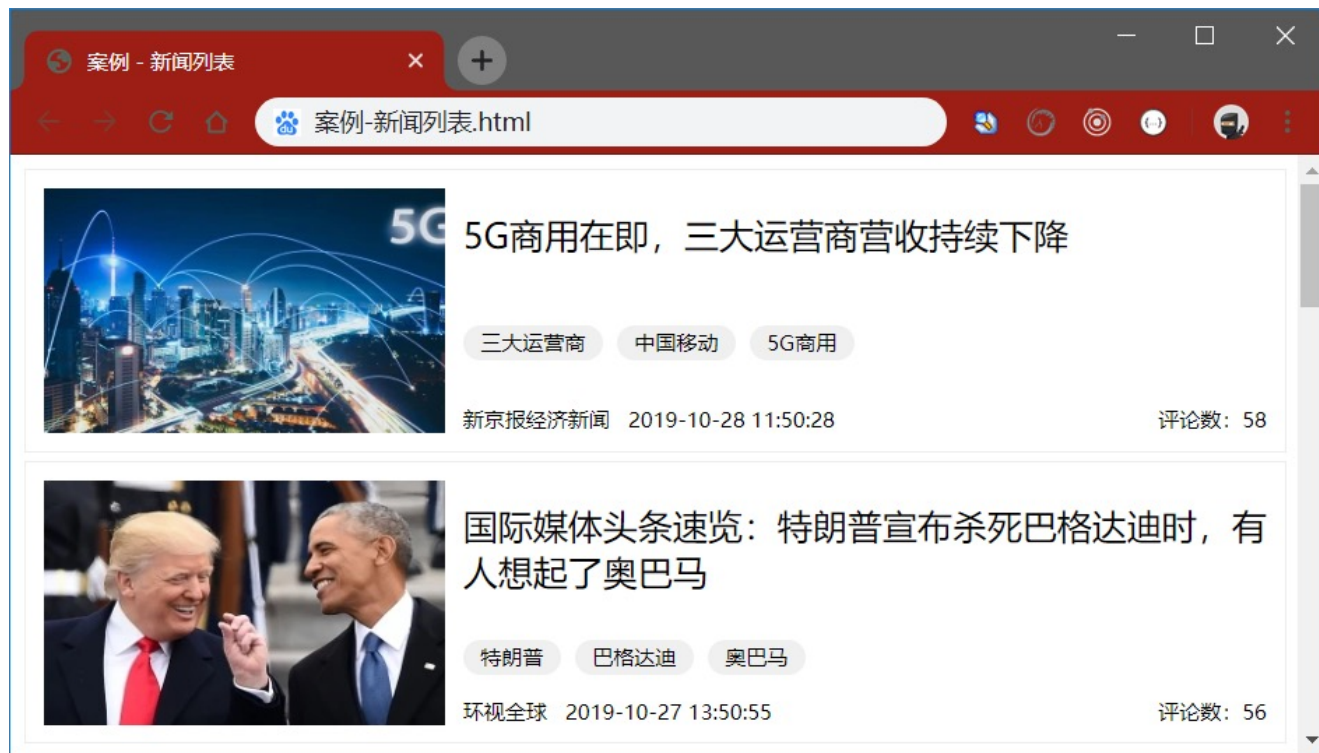 案例 - 新闻列表
案例-新闻列表.html
5G
5G商用在即，三大运营商营收持续下降
三大运营商 中国移动 5G商用
新京报经济新闻 2019-10-28 11:50:28 评论数：58
国际媒体头条速览：特朗普宣布杀死巴格达迪时，有
人想起了奥巴马
特朗普 巴格达迪 奥巴马
环视全球 2019-10-27 13:50:55 评论数：56